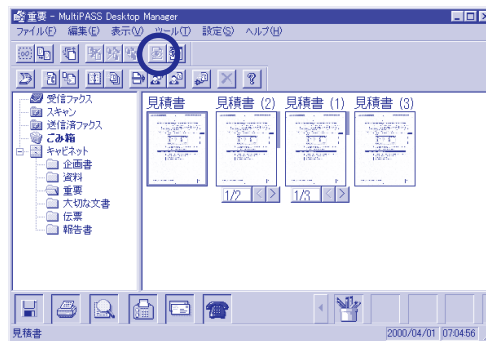 重要 - MultiPASS Desktop Manager
ファイル(F) 編集(E) 表示(V) ツール(T) 設定(S) ヘルプ(H)
受信ファクス
スキャン
送信済ファクス
ごみ箱
キャビネット
企画書
資料
重要
大切な文書
伝票
報告書
見積書 見積書 (2) 見積書 (1) 見積書 (3)
1/2 1/3
見積書 2000/04/01 07:04:56